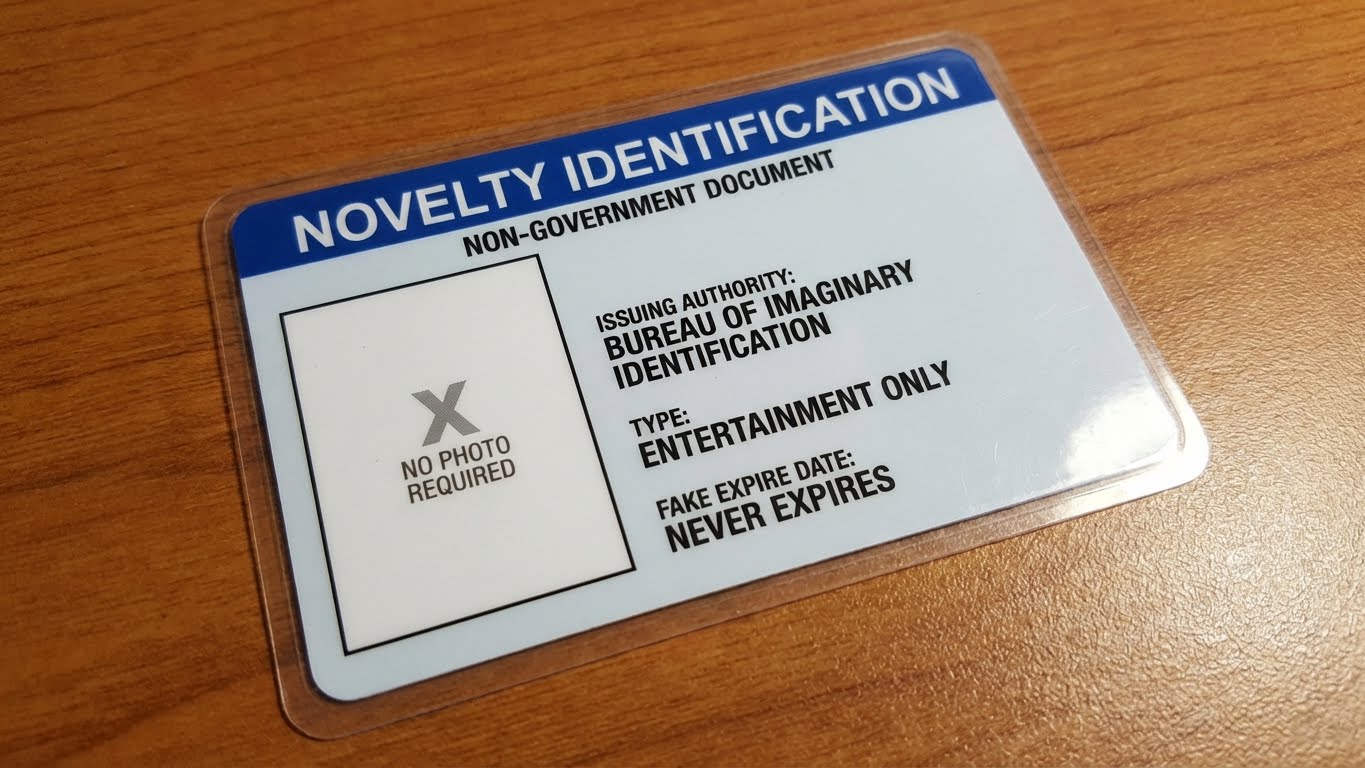 NOVELTY IDENTIFICATION
NON-GOVERNMENT DOCUMENT
X
NO PHOTO
REQUIRED
ISSUING AUTHORITY:
BUREAU OF IMAGINARY
IDENTIFICATION
TYPE:
ENTERTAINMENT ONLY
FAKE EXPIRE DATE:
NEVER EXPIRES